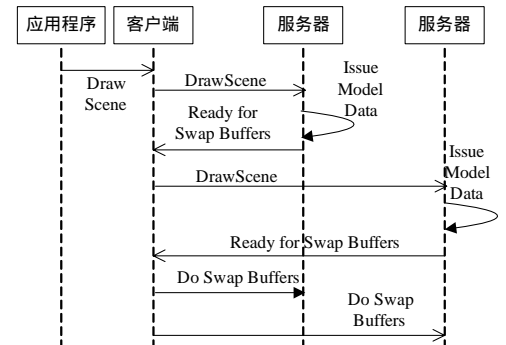 应用程序
客户端
服务器
服务器
Draw
Scene
DrawScene
Issue
Model
Data
Ready for
Swap Buffers
DrawScene
Issue
Model
Data
Ready for Swap Buffers
Do Swap Buffers
Do Swap
Buffers